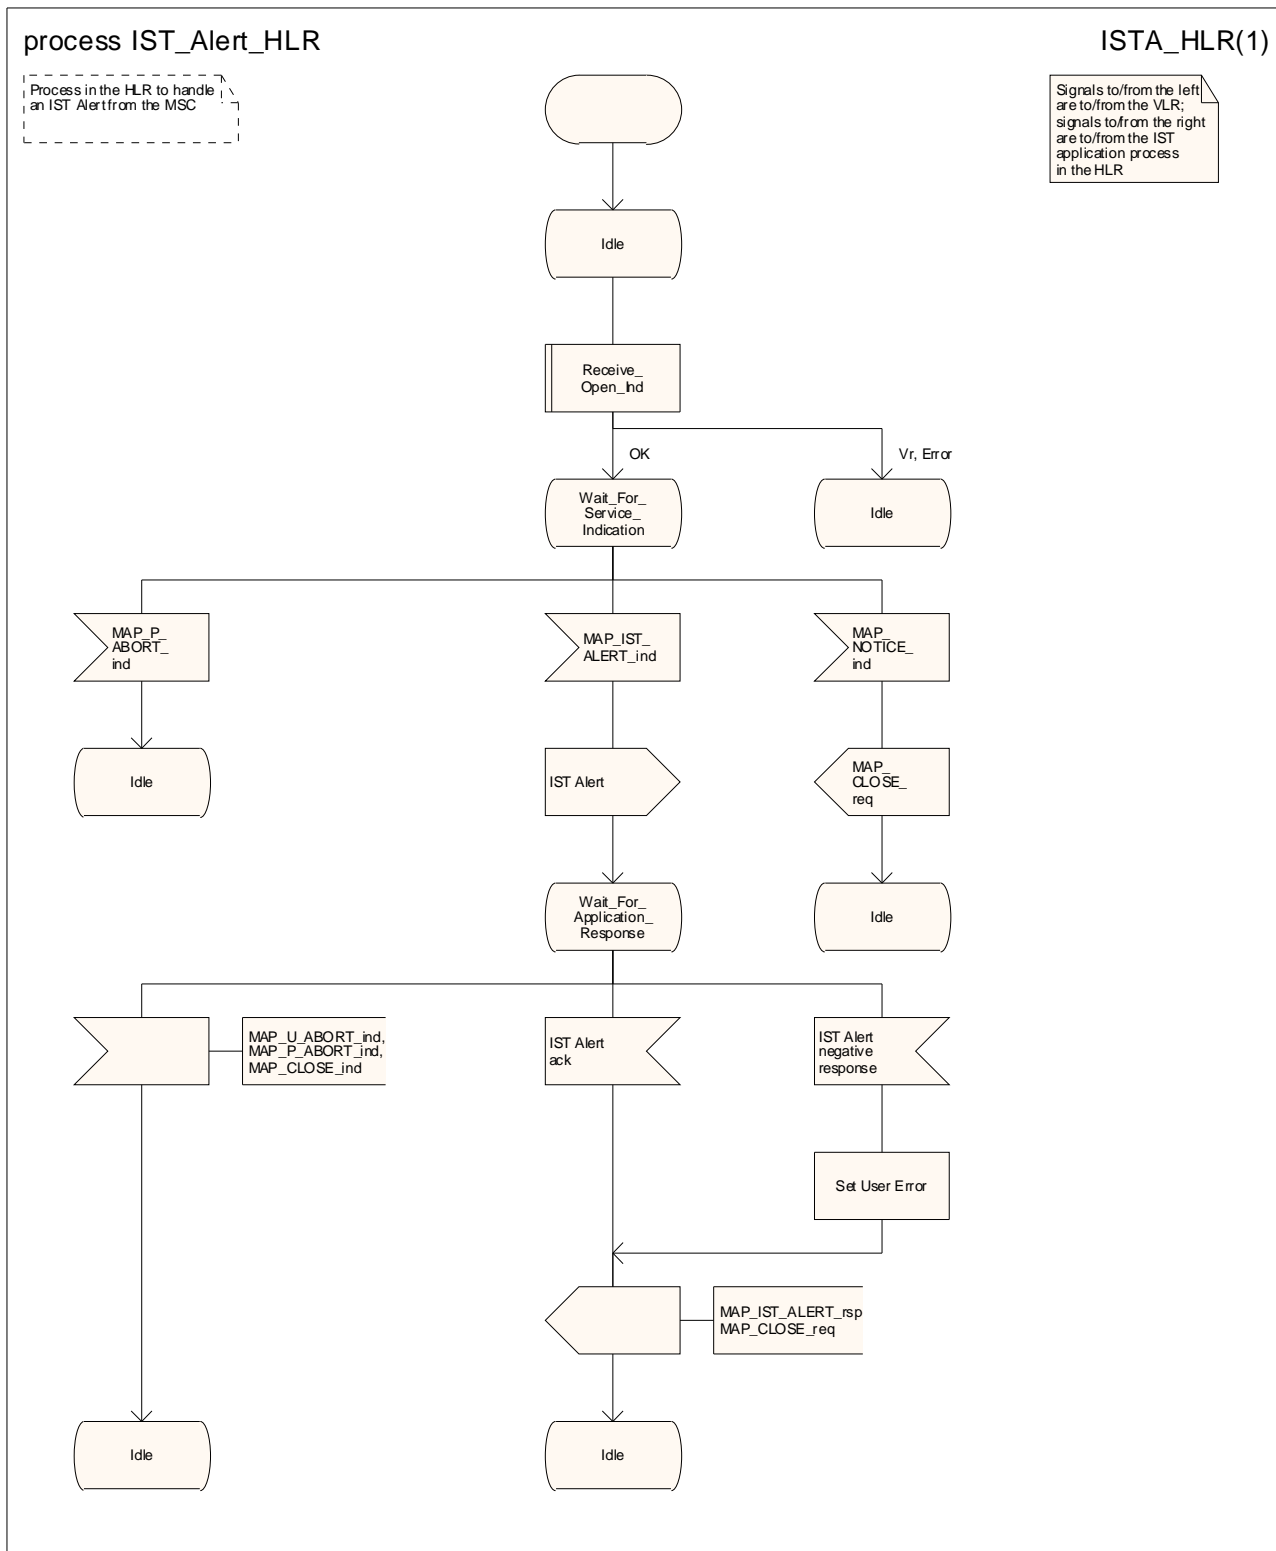 process IST_Alert_HLR
ISTA_HLR(1)
Process in the HLR to handle
an IST Alert from the MSC
Signals to/from the left
are to/from the VLR;
signals to/from the right
are to/from the IST
application process
in the HLR
Idle
Receive_
Open_Ind
OK
Vr, Error
Wait_For_
Service_
Indication
Idle
MAP_P_
ABORT_
ind
MAP_IST_
ALERT_ind
MAP_
NOTICE_
ind
Idle
IST Alert
MAP_
CLOSE_
req
Wait_For_
Application_
Response
Idle
MAP_U_ABORT_ind,
MAP_P_ABORT_ind,
MAP_CLOSE_ind
IST Alert
ack
IST Alert
negative
response
Set User Error
MAP_IST_ALERT_rsp
MAP_CLOSE_req
Idle
Idle